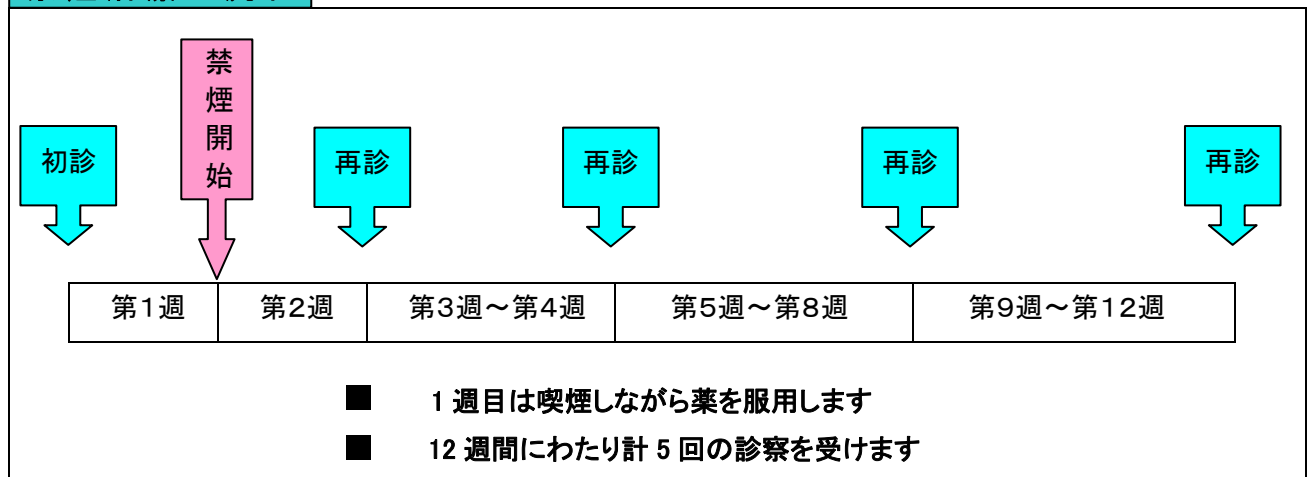 禁煙開始
初診
再診
再診
再診
再診
第1週
第2週
第3週～第4週
第5週～第8週
第9週～第12週
■ 1週目は喫煙しながら薬を服用します
■ 12週間にわたり計5回の診察を受けます